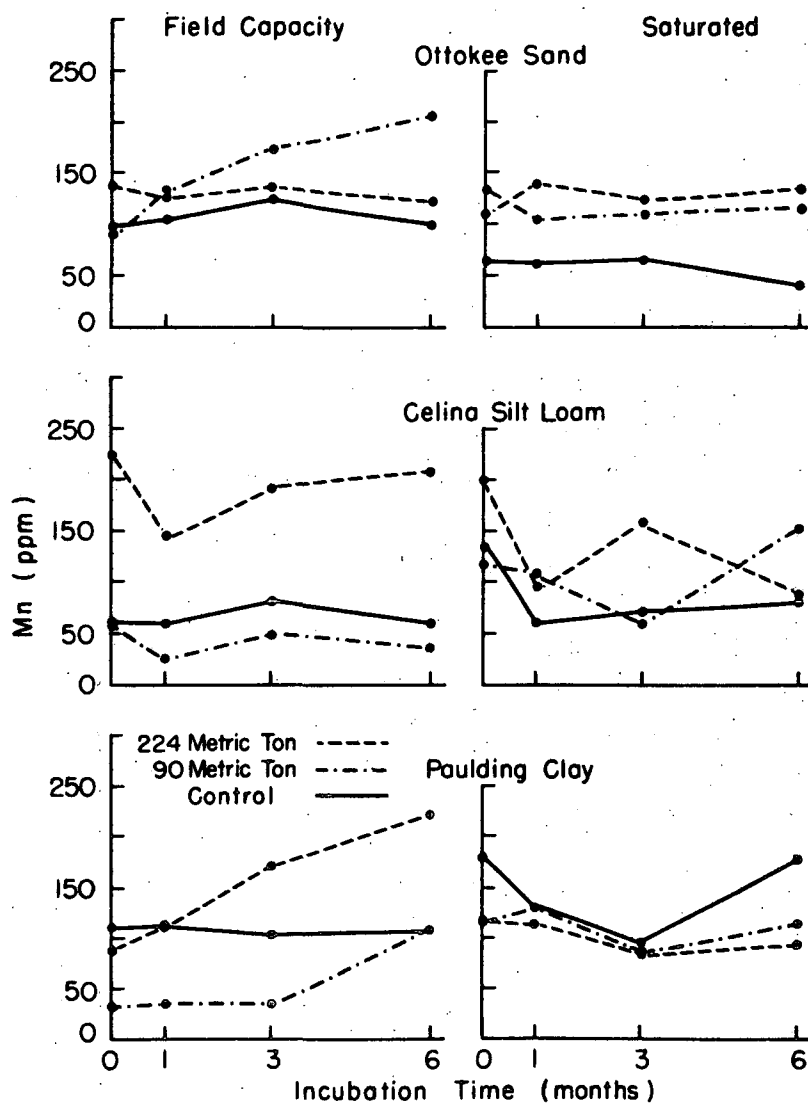 Field Capacity
Saturated
Ottokee Sand
250
150
50
0
Celina Silt Loam
250
150
50
0
Mn (ppm)
224 Metric Ton
90 Metric Ton
Control
Paulding Clay
250
150
50
0
0 1 3 6
0 1 3 6
Incubation Time (months)